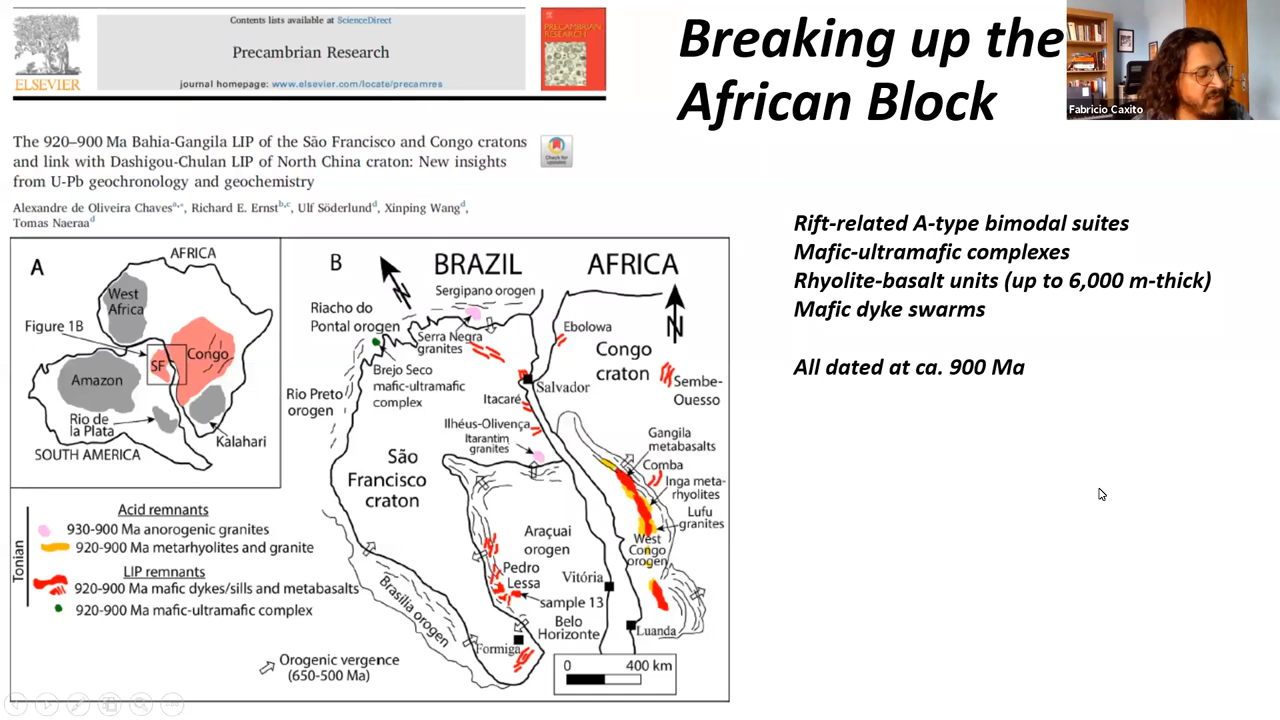 Contents lists available at ScienceDirect
Precambrian Research
journal homepage: www.elsevier.com/locate/precamres
ELSEVIER
PRECAMBRIAN
RESEARCH
Breaking up the
African Block
Fabricio Caxito
The 920–900 Ma Bahia-Gangila LIP of the São Francisco and Congo cratons
and link with Dashigou-Chulan LIP of North China craton: New insights
from U-Pb geochronology and geochemistry
Check for
updates
Alexandre de Oliveira Chaves a,*, Richard E. Ernst b,c, Ulf Söderlund d, Xinping Wang d,
Tomas Naeraa d
Rift-related A-type bimodal suites
Mafic-ultramafic complexes
Rhyolite-basalt units (up to 6,000 m-thick)
Mafic dyke swarms
All dated at ca. 900 Ma
A
AFRICA
West
Africa
Figure 1B
SF
Congo
Amazon
Rio de
la Plata
Kalahari
SOUTH AMERICA
B
N
BRAZIL
AFRICA
N
Sergipano orogen
Riacho do
Pontal orogen
Serra Negra
granites
Ebolowa
Congo
craton
Brejo Seco
mafic-ultramafic
complex
Salvador
Sembe-
Ouesso
Rio Preto
orogen
Itacaré
Ilhéus-Olivença
Itarantim
granites
Gangila
metabasalts
São
Francisco
craton
Comba
Inga meta-
rhyolites
Lufu
granites
Araçuai
orogen
West
Congo
orogen
Pedro
Lessa
Vitória
sample 13
Brasília orogen
Belo
Horizonte
Luanda
Formiga
0 400 km
Tonian
Acid remnants
930-900 Ma anorogenic granites
920-900 Ma metarhyolites and granite
LIP remnants
920-900 Ma mafic dykes/sills and metabasalts
920-900 Ma mafic-ultramafic complex
Orogenic vergence
(650-500 Ma)